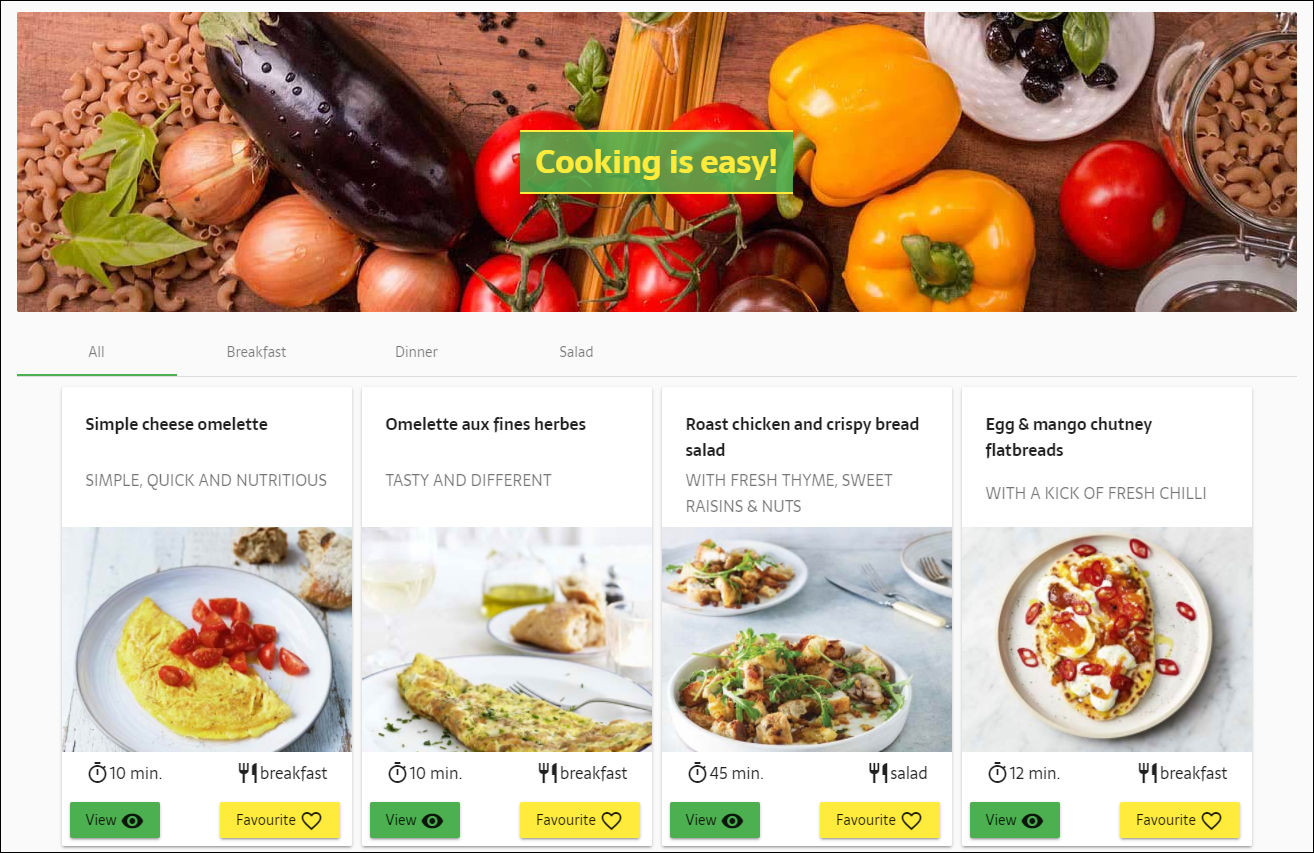 Cooking is easy!
All
Breakfast
Dinner
Salad
Simple cheese omelette
SIMPLE, QUICK AND NUTRITIOUS
10 min.
breakfast
View
Favourite
Omelette aux fines herbes
TASTY AND DIFFERENT
10 min.
breakfast
View
Favourite
Roast chicken and crispy bread
salad
WITH FRESH THYME, SWEET
RAISINS & NUTS
45 min.
salad
View
Favourite
Egg & mango chutney
flatbreads
WITH A KICK OF FRESH CHILLI
12 min.
breakfast
View
Favourite